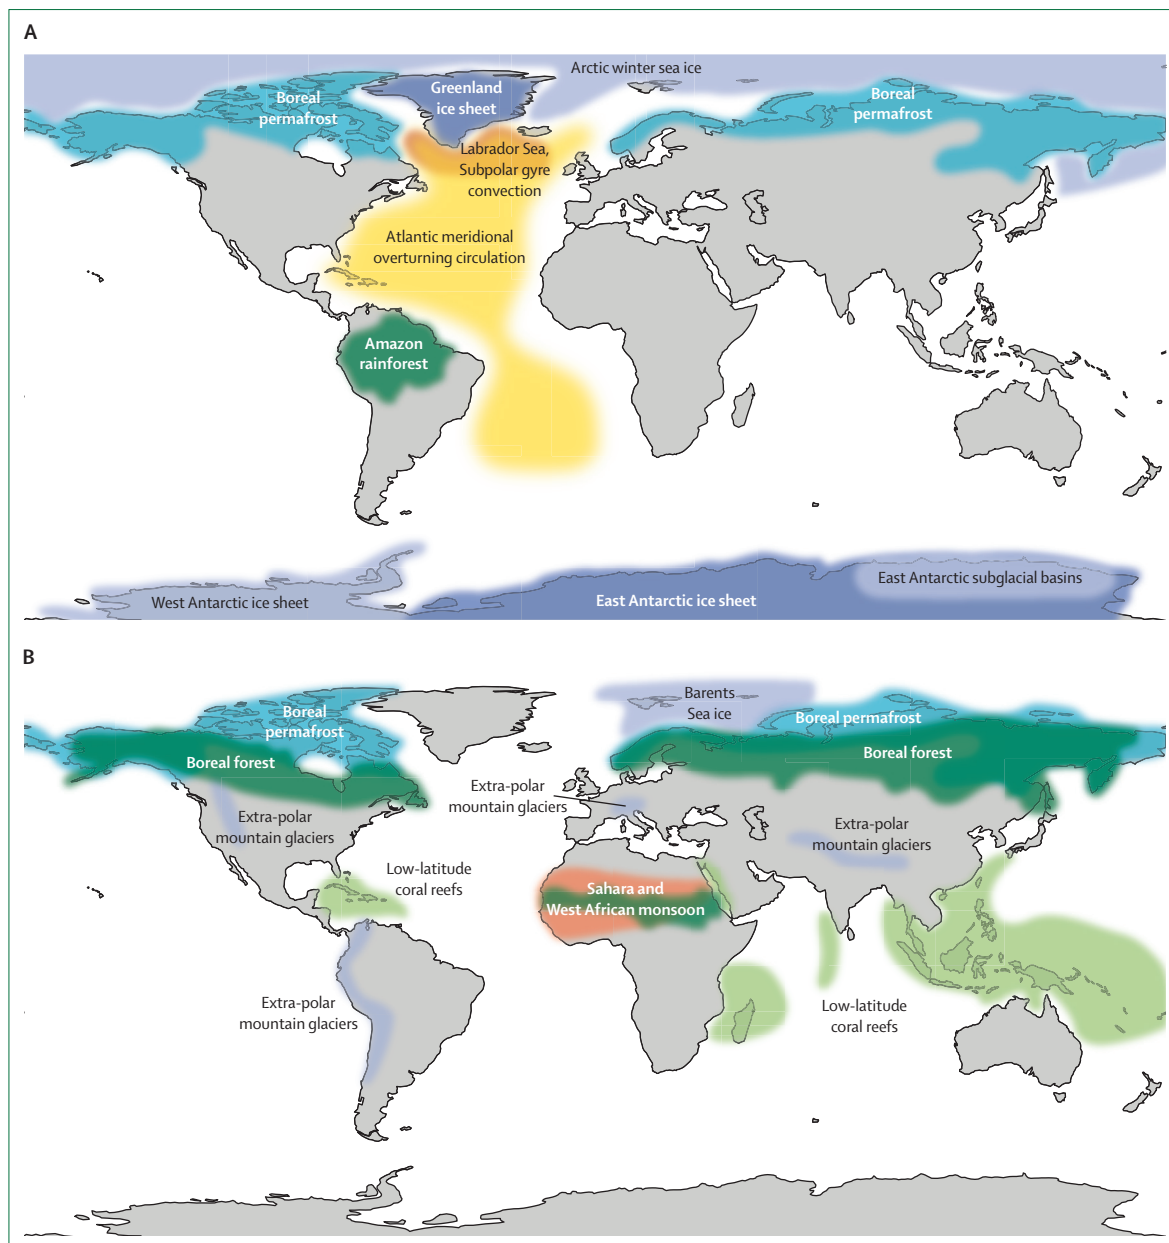 A
Arctic winter sea ice
Greenland
ice sheet
Boreal
permafrost
Boreal
permafrost
Labrador Sea,
Subpolar gyre
convection
Atlantic meridional
overturning circulation
Amazon
rainforest
East Antarctic subglacial basins
West Antarctic ice sheet
East Antarctic ice sheet
B
Barents
Sea ice
Boreal
permafrost
Boreal permafrost
Boreal forest
Boreal forest
Extra-polar
mountain glaciers
Extra-polar
mountain glaciers
Extra-polar
mountain glaciers
Low-latitude
coral reefs
Sahara and
West African monsoon
Extra-polar
mountain glaciers
Low-latitude
coral reefs